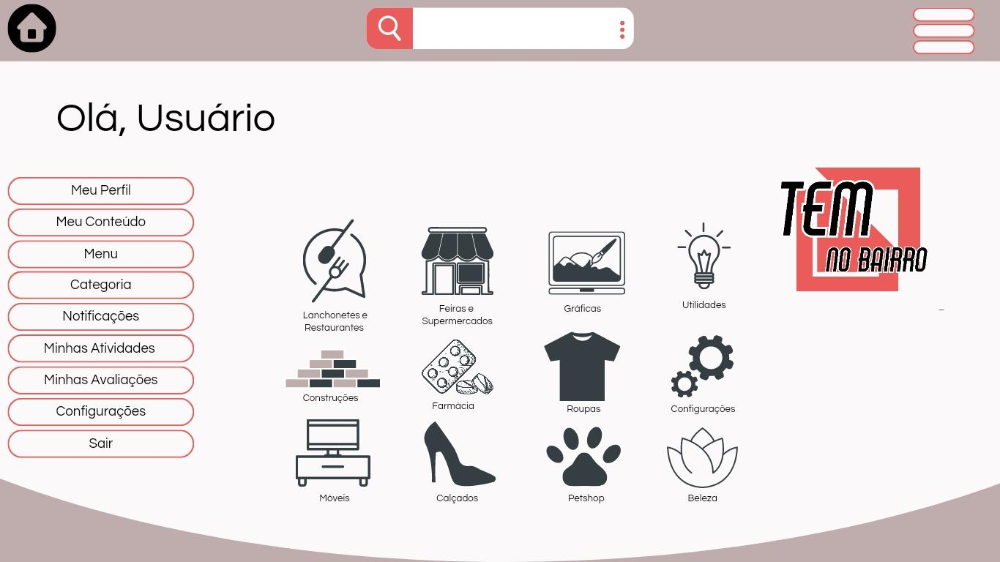 Olá, Usuário
Meu Perfil
Meu Conteúdo
Menu
Categoria
Notificações
Minhas Atividades
Minhas Avaliações
Configurações
Sair
Lanchonetes e
Restaurantes
Feiras e
Supermercados
Gráficas
Utilidades
Construções
Farmácia
Roupas
Configurações
Móveis
Calçados
Petshop
Beleza
TEM
NO BAIRRO